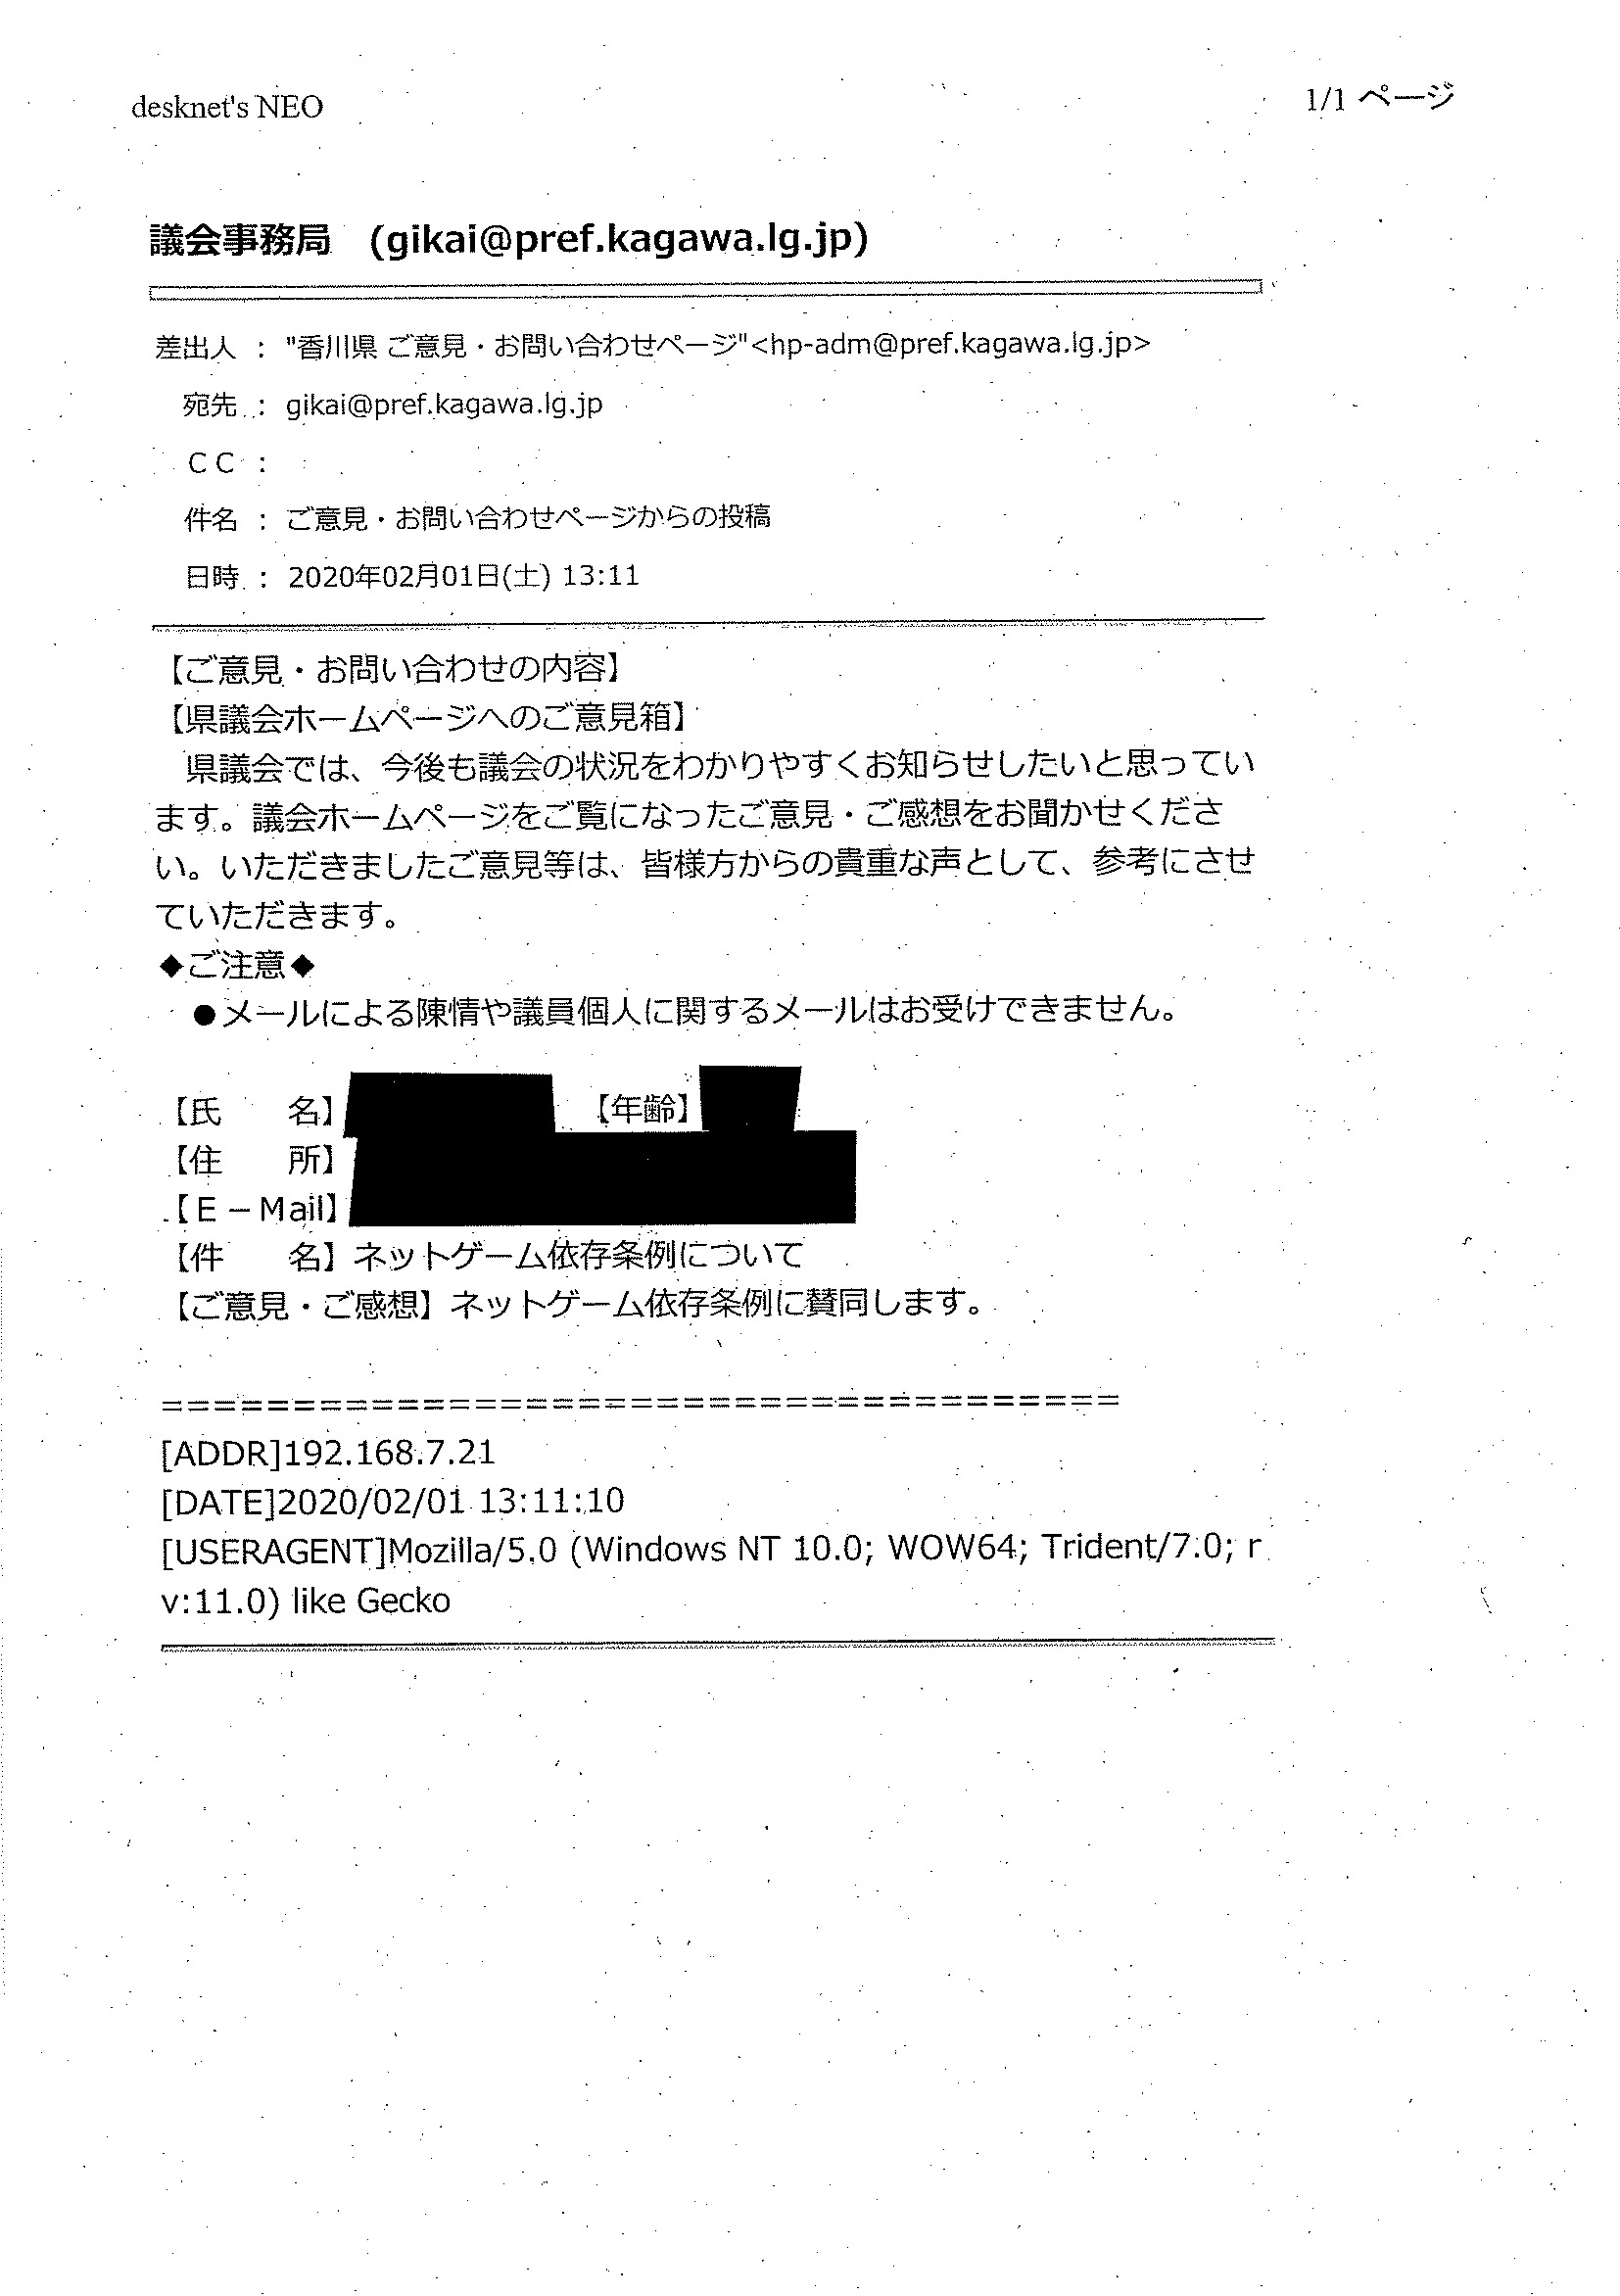 desknet's NEO
1/1 ページ
議会事務局　(gikai@pref.kagawa.lg.jp)
差出人 ： "香川県 ご意見・お問い合わせページ"<hp-adm@pref.kagawa.lg.jp>
宛先 ： gikai@pref.kagawa.lg.jp
ＣＣ ：
件名 ： ご意見・お問い合わせページからの投稿
日時 ： 2020年02月01日(土) 13:11
【ご意見・お問い合わせの内容】
【県議会ホームページへのご意見箱】
　県議会では、今後も議会の状況をわかりやすくお知らせしたいと思ってい
ます。議会ホームページをご覧になったご意見・ご感想をお聞かせくださ
い。いただきましたご意見等は、皆様方からの貴重な声として、参考にさせ
ていただきます。
◆ご注意◆
　●メールによる陳情や議員個人に関するメールはお受けできません。
【氏　　名】　【年齢】
【住　　所】
【Ｅ－Mail】
【件　　名】ネットゲーム依存条例について
【ご意見・ご感想】ネットゲーム依存条例に賛同します。
=====================================
[ADDR]192.168.7.21
[DATE]2020/02/01 13:11:10
[USERAGENT]Mozilla/5.0 (Windows NT 10.0; WOW64; Trident/7.0; r
v:11.0) like Gecko